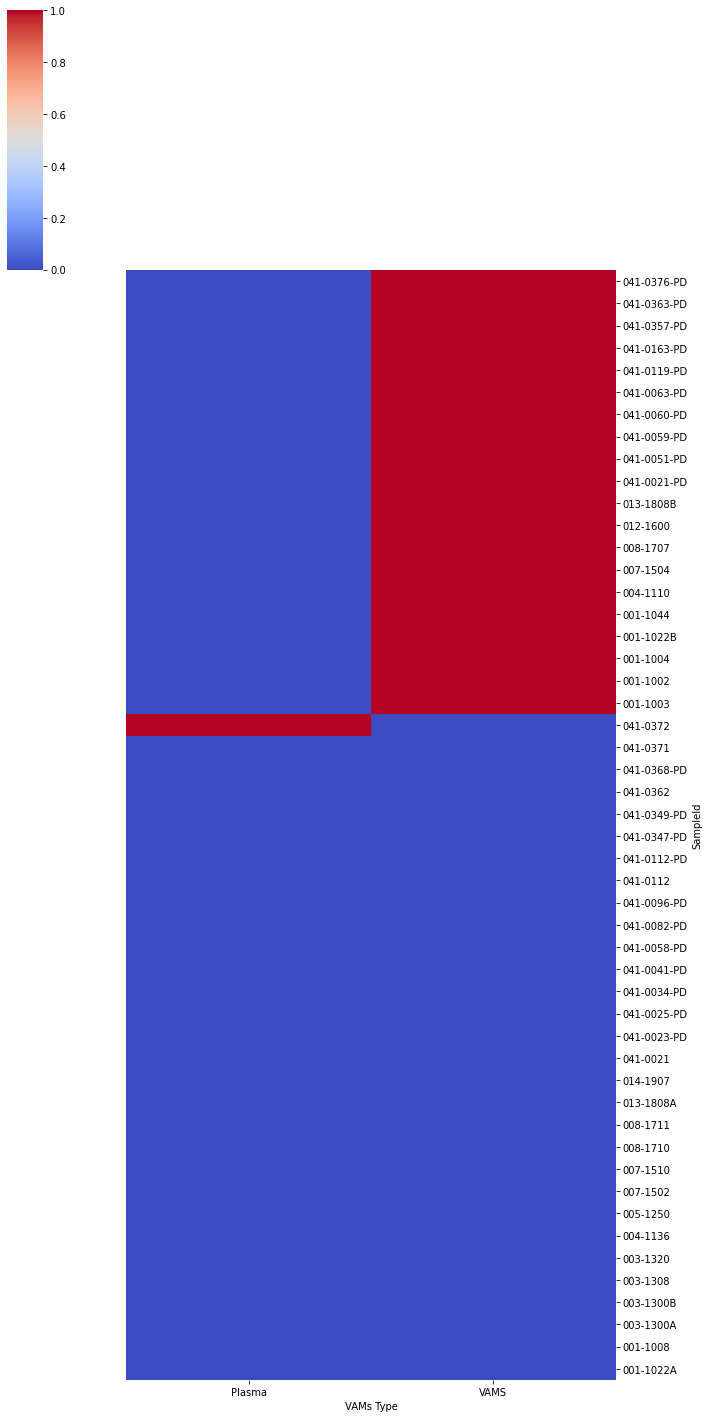 1.0
0.8
0.6
0.4
0.2
0.0
041-0376-PD
041-0363-PD
041-0357-PD
041-0163-PD
041-0119-PD
041-0063-PD
041-0060-PD
041-0059-PD
041-0051-PD
041-0021-PD
013-1808B
012-1600
008-1707
007-1504
004-1110
001-1044
001-1022B
001-1004
001-1002
001-1003
041-0372
041-0371
041-0368-PD
041-0362
041-0349-PD
041-0347-PD
041-0112-PD
041-0112
041-0096-PD
041-0082-PD
041-0058-PD
041-0041-PD
041-0034-PD
041-0025-PD
041-0023-PD
041-0021
014-1907
013-1808A
008-1711
008-1710
007-1510
007-1502
005-1250
004-1136
003-1320
003-1308
003-1300B
003-1300A
001-1008
001-1022A
SampleId
Plasma
VAMS
VAMs Type